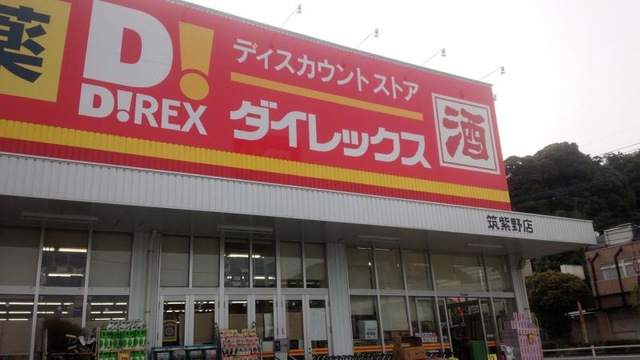 薬
D!
D!REX
ディスカウントストア
ダイレックス
酒
筑紫野店